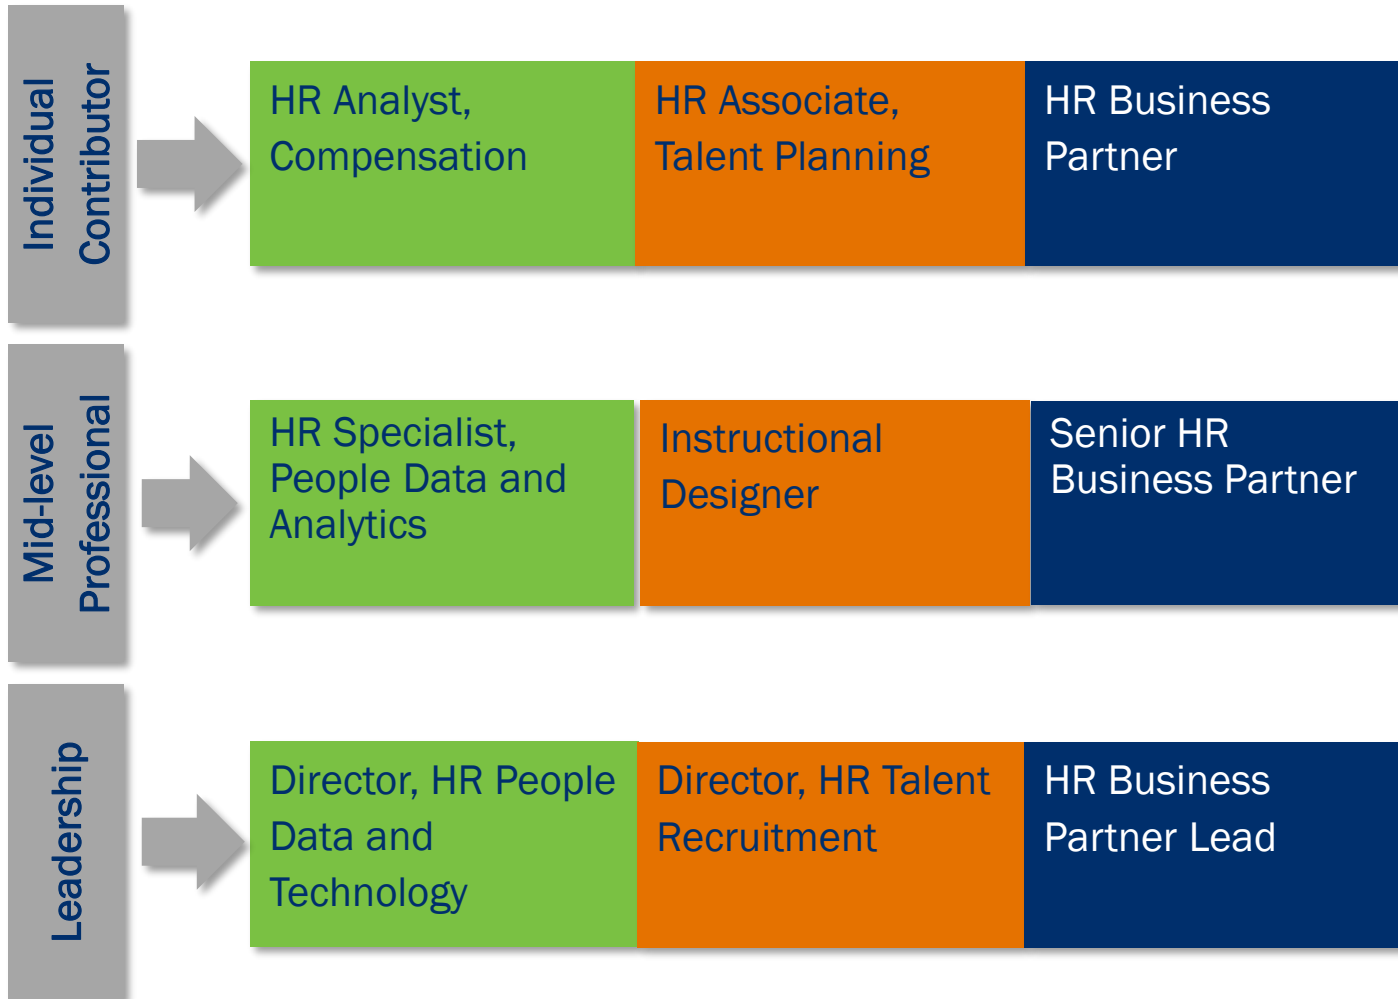 Individual
Contributor
HR Analyst,
Compensation
HR Associate,
Talent Planning
HR Business
Partner
Mid-level
Professional
HR Specialist,
People Data and
Analytics
Instructional
Designer
Senior HR
Business Partner
Leadership
Director, HR People
Data and
Technology
Director, HR Talent
Recruitment
HR Business
Partner Lead